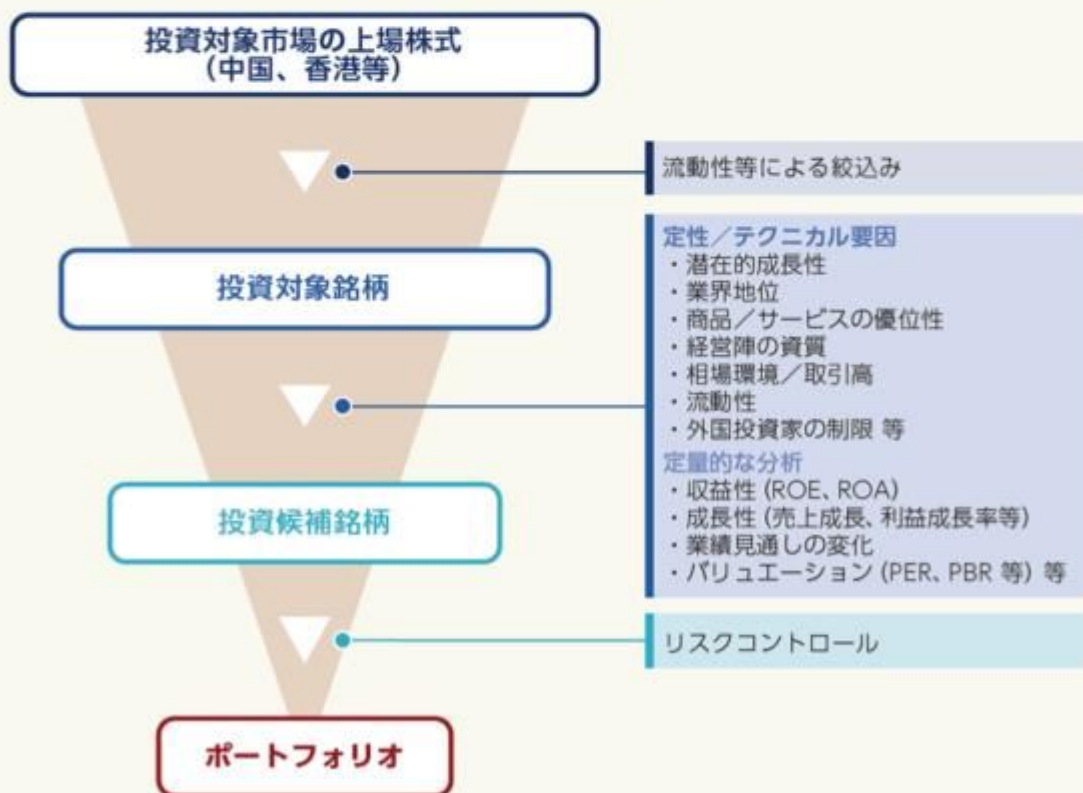 投資対象市場の上場株式
（中国、香港等）
流動性等による絞込み
投資対象銘柄
定性／テクニカル要因
・潜在的成長性
・業界地位
・商品／サービスの優位性
・経営陣の資質
・相場環境／取引高
・流動性
・外国投資家の制限 等
定量的な分析
・収益性 (ROE、ROA)
・成長性 (売上成長、利益成長率等)
・業績見通しの変化
・バリュエーション (PER、PBR 等) 等
投資候補銘柄
リスクコントロール
ポートフォリオ